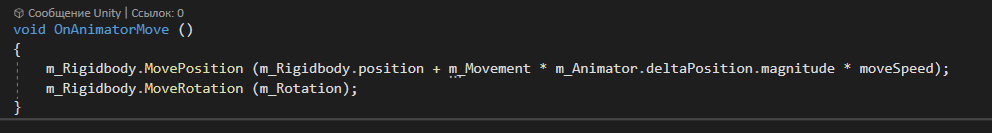 Сообщение Unity | Ссылок: 0
void OnAnimatorMove ()
{
m_Rigidbody.MovePosition (m_Rigidbody.position + m_Movement * m_Animator.deltaPosition.magnitude * moveSpeed);
m_Rigidbody.MoveRotation (m_Rotation);
}